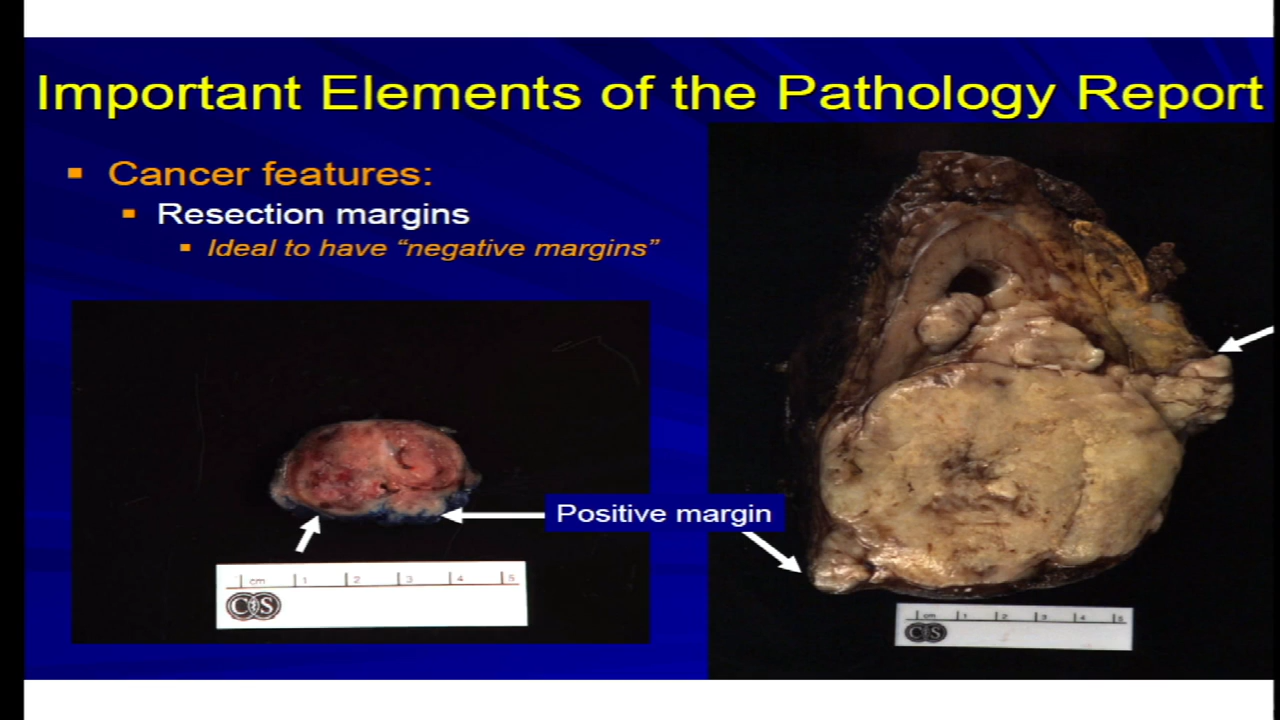 Important Elements of the Pathology Report
Cancer features:
Resection margins
Ideal to have “negative margins”
Positive margin
cm 1 2 3 4 5
CS
cm 1 2 3 4 5
CS